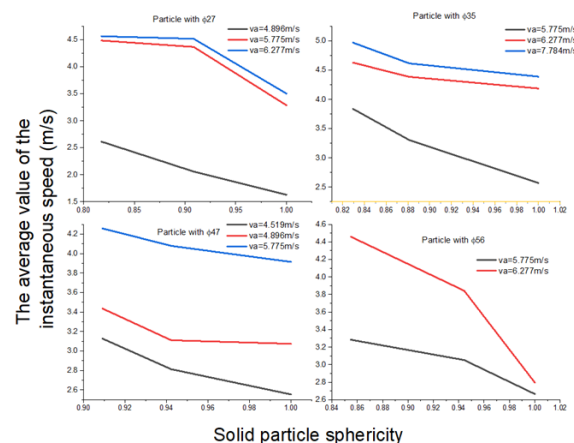 Particle with ϕ27
va=4.896m/s
va=5.775m/s
va=6.277m/s
4.5
4.0
3.5
3.0
2.5
2.0
1.5
0.80 0.85 0.90 0.95 1.00
Particle with ϕ35
va=5.775m/s
va=6.277m/s
va=7.784m/s
5.0
4.5
4.0
3.5
3.0
2.5
0.82 0.84 0.86 0.88 0.90 0.92 0.94 0.96 0.98 1.00 1.02
The average value of the
instantaneous speed (m/s)
Particle with ϕ47
va=4.519m/s
va=4.896m/s
va=5.775m/s
4.2
4.0
3.8
3.6
3.4
3.2
3.0
2.8
2.6
0.90 0.92 0.94 0.96 0.98 1.00
Particle with ϕ56
va=5.775m/s
va=6.277m/s
4.6
4.4
4.2
4.0
3.8
3.6
3.4
3.2
3.0
2.8
2.6
0.84 0.86 0.88 0.90 0.92 0.94 0.96 0.98 1.00 1.02
Solid particle sphericity